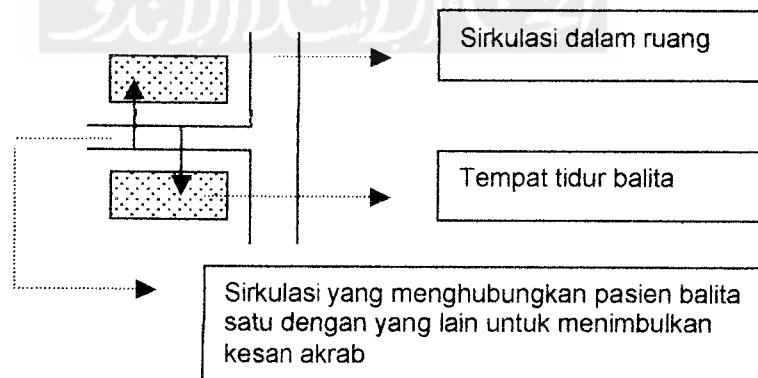 Sirkulasi dalam ruang
Tempat tidur balita
Sirkulasi yang menghubungkan pasien balita
satu dengan yang lain untuk menimbulkan
kesan akrab